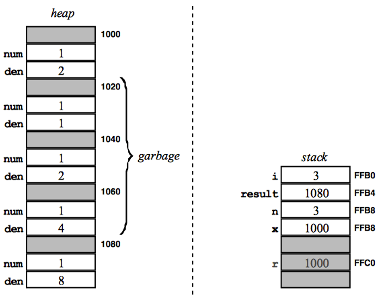 heap
1000
num 1
den 2
1020
num 1
den 1
1040
garbage
num 1
den 2
1060
num 1
den 4
1080
num 1
den 8
stack
i 3 FFB0
result 1080 FFB4
n 3 FFB8
x 1000 FFB8
r 1000 FFC0